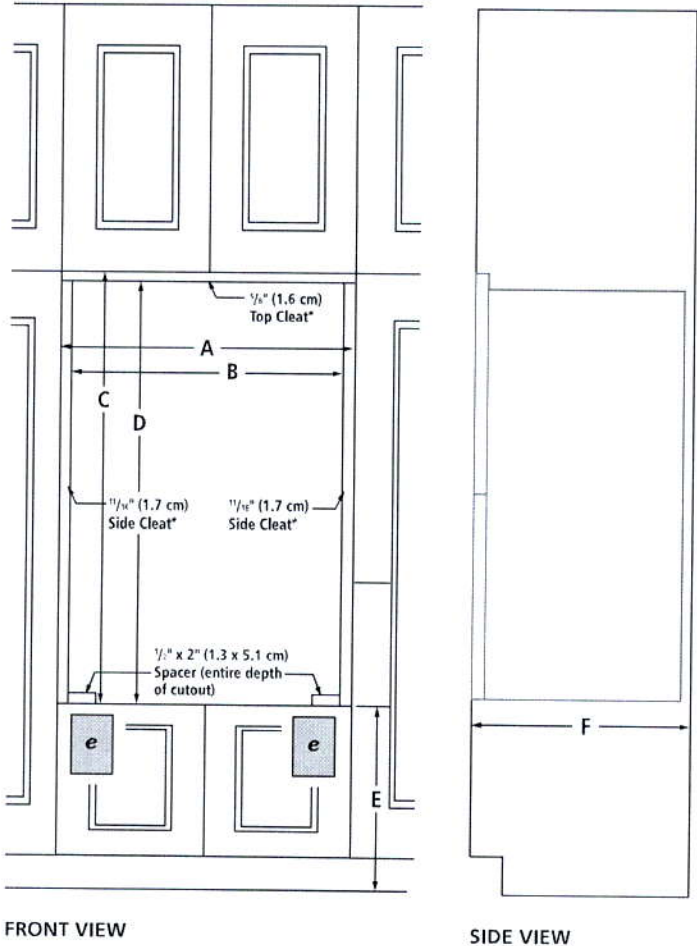 5/8" (1.6 cm)
Top Cleat*
A
B
C
D
11/16" (1.7 cm)
Side Cleat*
11/16" (1.7 cm)
Side Cleat*
1/2" x 2" (1.3 x 5.1 cm)
Spacer (entire depth
of cutout)
e
e
E
F
FRONT VIEW
SIDE VIEW